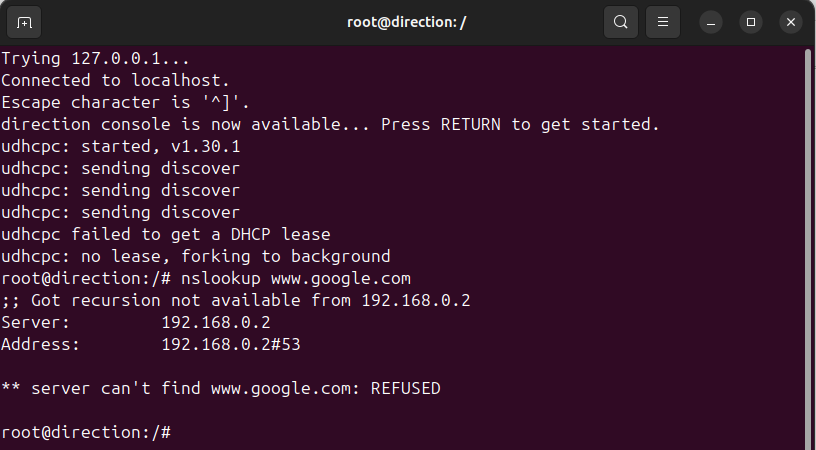 root@direction: /
Trying 127.0.0.1...
Connected to localhost.
Escape character is '^]'.
direction console is now available... Press RETURN to get started.
udhcpc: started, v1.30.1
udhcpc: sending discover
udhcpc: sending discover
udhcpc: sending discover
udhcpc failed to get a DHCP lease
udhcpc: no lease, forking to background
root@direction:/# nslookup www.google.com
;; Got recursion not available from 192.168.0.2
Server:         192.168.0.2
Address:        192.168.0.2#53

** server can't find www.google.com: REFUSED

root@direction:/#